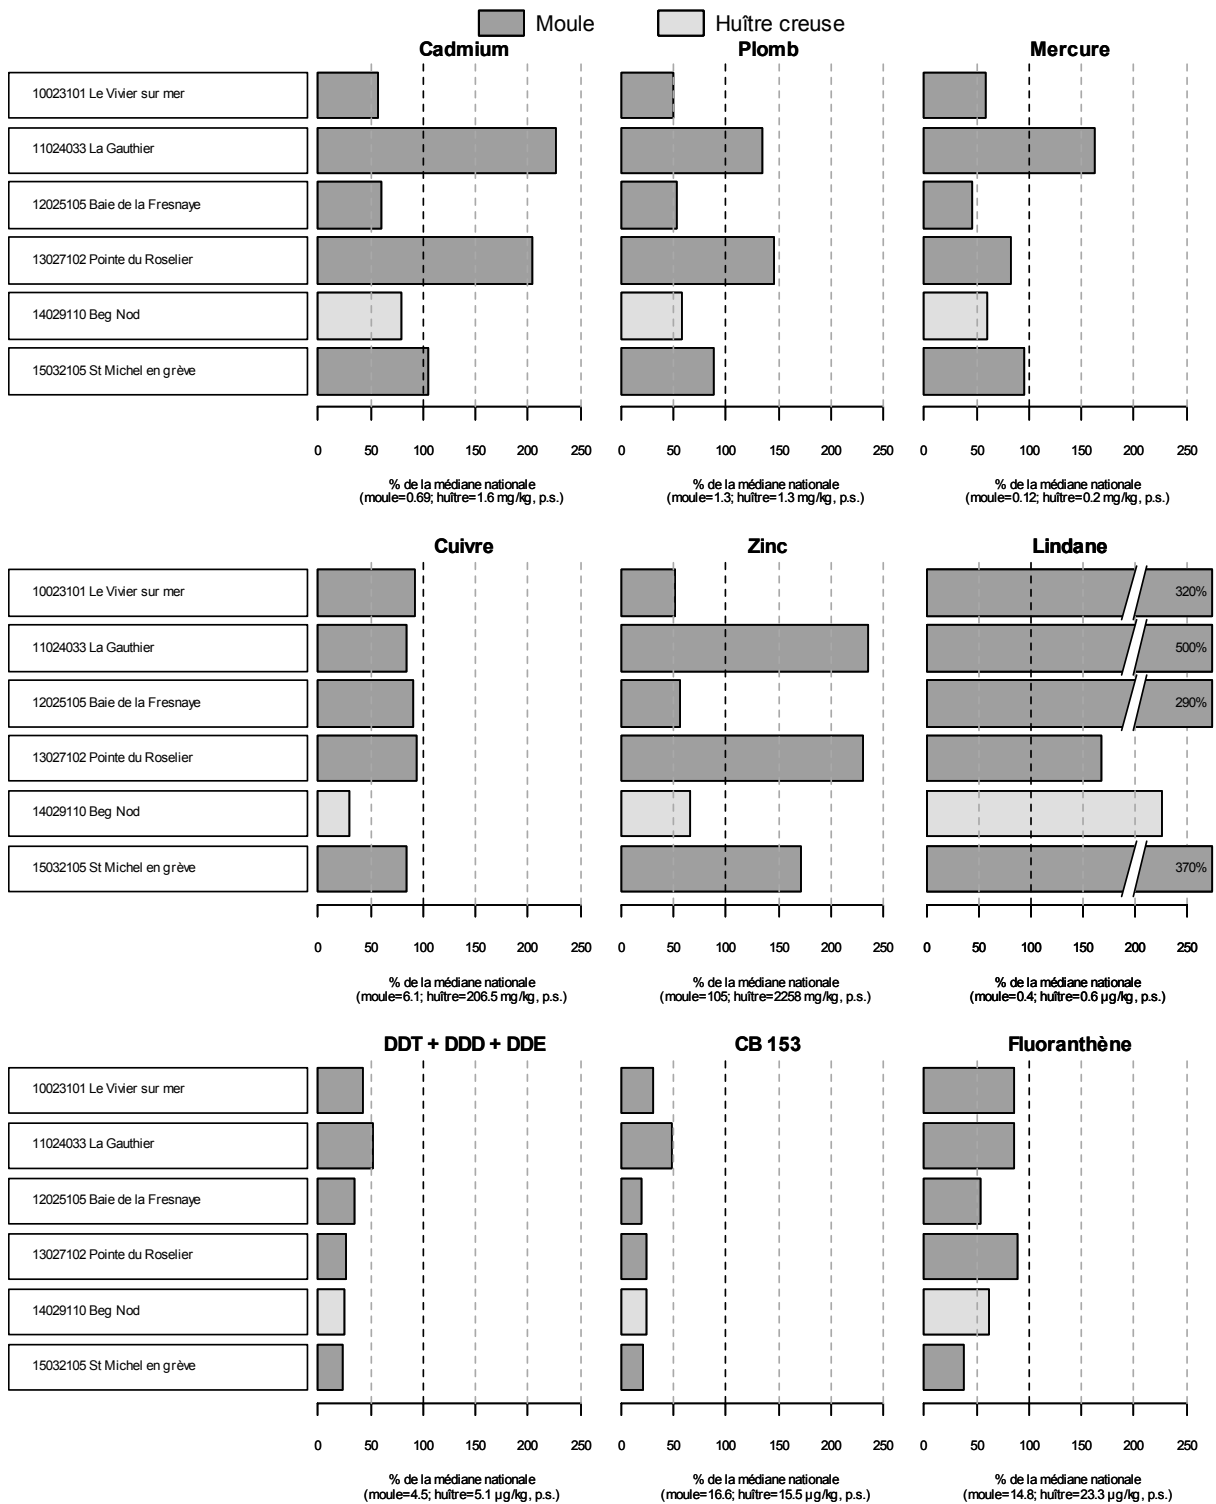 Moule Huître creuse
Cadmium Plomb Mercure
10023101 Le Vivier sur mer
11024033 La Gauthier
12025105 Baie de la Fresnaye
13027102 Pointe du Roselier
14029110 Beg Nod
15032105 St Michel en grève
0 50 100 150 200 250 0 50 100 150 200 250 0 50 100 150 200 250
% de la médiane nationale % de la médiane nationale % de la médiane nationale
(moule=0.69; huître=1.6 mg/kg, p.s.) (moule=1.3; huître=1.3 mg/kg, p.s.) (moule=0.12; huître=0.2 mg/kg, p.s.)
Cuivre Zinc Lindane
10023101 Le Vivier sur mer 320%
11024033 La Gauthier 500%
12025105 Baie de la Fresnaye 290%
13027102 Pointe du Roselier
14029110 Beg Nod
15032105 St Michel en grève 370%
0 50 100 150 200 250 0 50 100 150 200 250 0 50 100 150 200 250
% de la médiane nationale % de la médiane nationale % de la médiane nationale
(moule=6.1; huître=206.5 mg/kg, p.s.) (moule=105; huître=2258 mg/kg, p.s.) (moule=0.4; huître=0.6 µg/kg, p.s.)
DDT + DDD + DDE CB 153 Fluoranthène
10023101 Le Vivier sur mer
11024033 La Gauthier
12025105 Baie de la Fresnaye
13027102 Pointe du Roselier
14029110 Beg Nod
15032105 St Michel en grève
0 50 100 150 200 250 0 50 100 150 200 250 0 50 100 150 200 250
% de la médiane nationale % de la médiane nationale % de la médiane nationale
(moule=4.5; huître=5.1 µg/kg, p.s.) (moule=16.6; huître=15.5 µg/kg, p.s.) (moule=14.8; huître=23.3 µg/kg, p.s.)